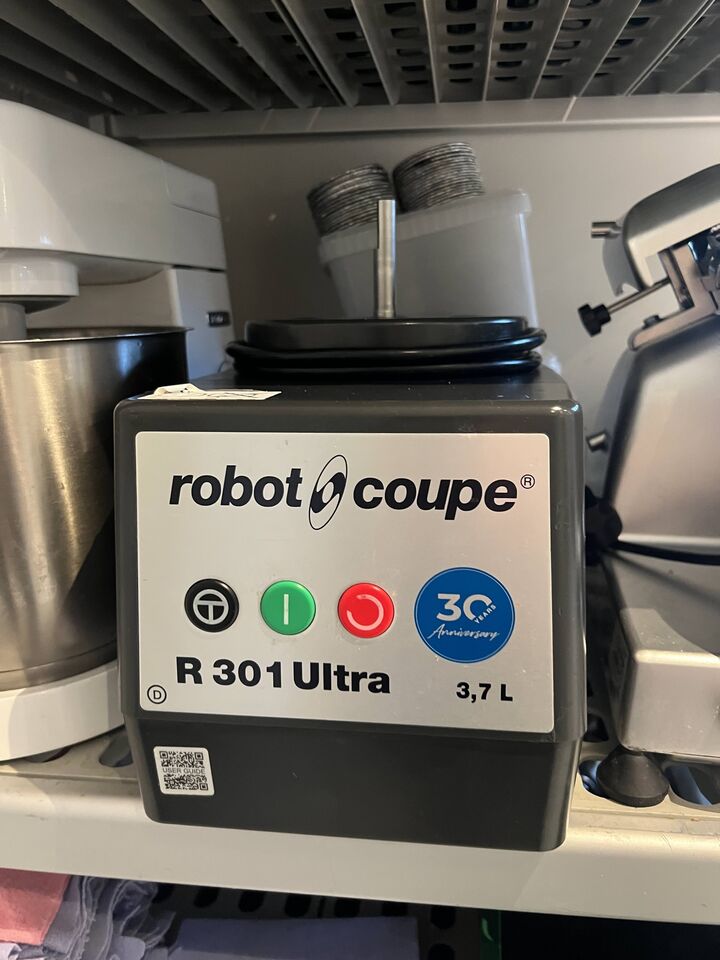 robot coupe®
30
YEARS
Anniversary
R 301 Ultra
3,7 L
D
USER GUIDE